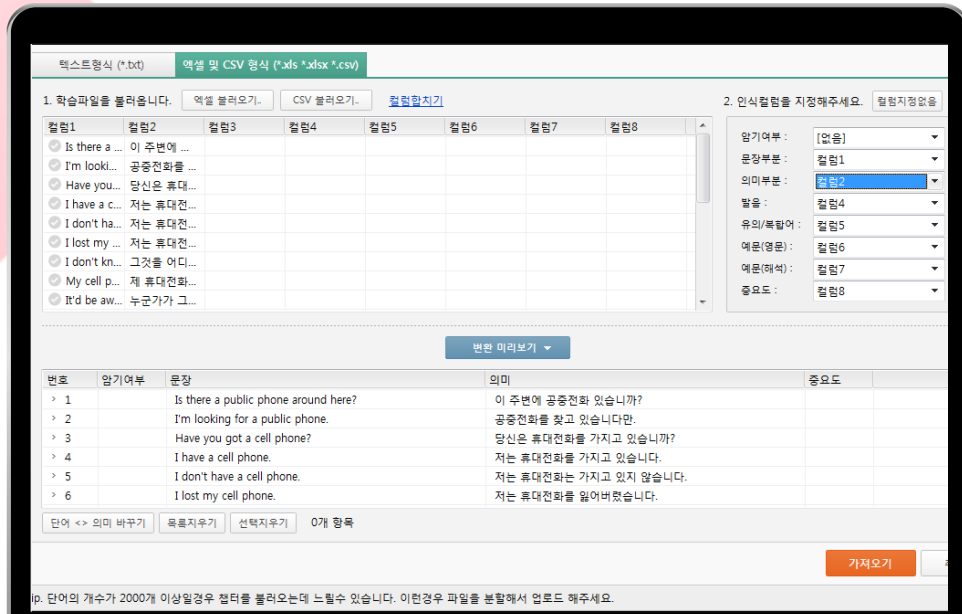 텍스트형식 (*.txt) 엑셀 및 CSV 형식 (*.xls *.xlsx *.csv)
1. 학습파일을 불러옵니다. 엑셀 불러오기.. CSV 불러오기.. 컬럼합치기 2. 인식컬럼을 지정해주세요. 컬럼지정없음
컬럼1 컬럼2 컬럼3 컬럼4 컬럼5 컬럼6 컬럼7 컬럼8
Is there a ... 이 주변에 ...
I'm looki... 공중전화를 ...
Have you... 당신은 휴대...
I have a c... 저는 휴대전...
I don't ha... 저는 휴대전...
I lost my ... 저는 휴대전...
I don't kn... 그것을 어디...
My cell p... 제 휴대전화...
It'd be aw... 누군가가 그...
암기여부 : [없음]
문장부분 : 컬럼1
의미부분 : 컬럼2
발음 : 컬럼4
유의/복합어 : 컬럼5
예문(영문) : 컬럼6
예문(해석) : 컬럼7
중요도 : 컬럼8
변환 미리보기
번호 암기여부 문장 의미 중요도
1 Is there a public phone around here? 이 주변에 공중전화 있습니까?
2 I'm looking for a public phone. 공중전화를 찾고 있습니다만.
3 Have you got a cell phone? 당신은 휴대전화를 가지고 있습니까?
4 I have a cell phone. 저는 휴대전화를 가지고 있습니다.
5 I don't have a cell phone. 저는 휴대전화는 가지고 있지 않습니다.
6 I lost my cell phone. 저는 휴대전화를 잃어버렸습니다.
단어 <> 의미 바꾸기 목록지우기 선택지우기 0개 항목
가져오기
ip. 단어의 개수가 2000개 이상일경우 챕터를 불러오는데 느릴수 있습니다. 이런경우 파일을 분할해서 업로드 해주세요.